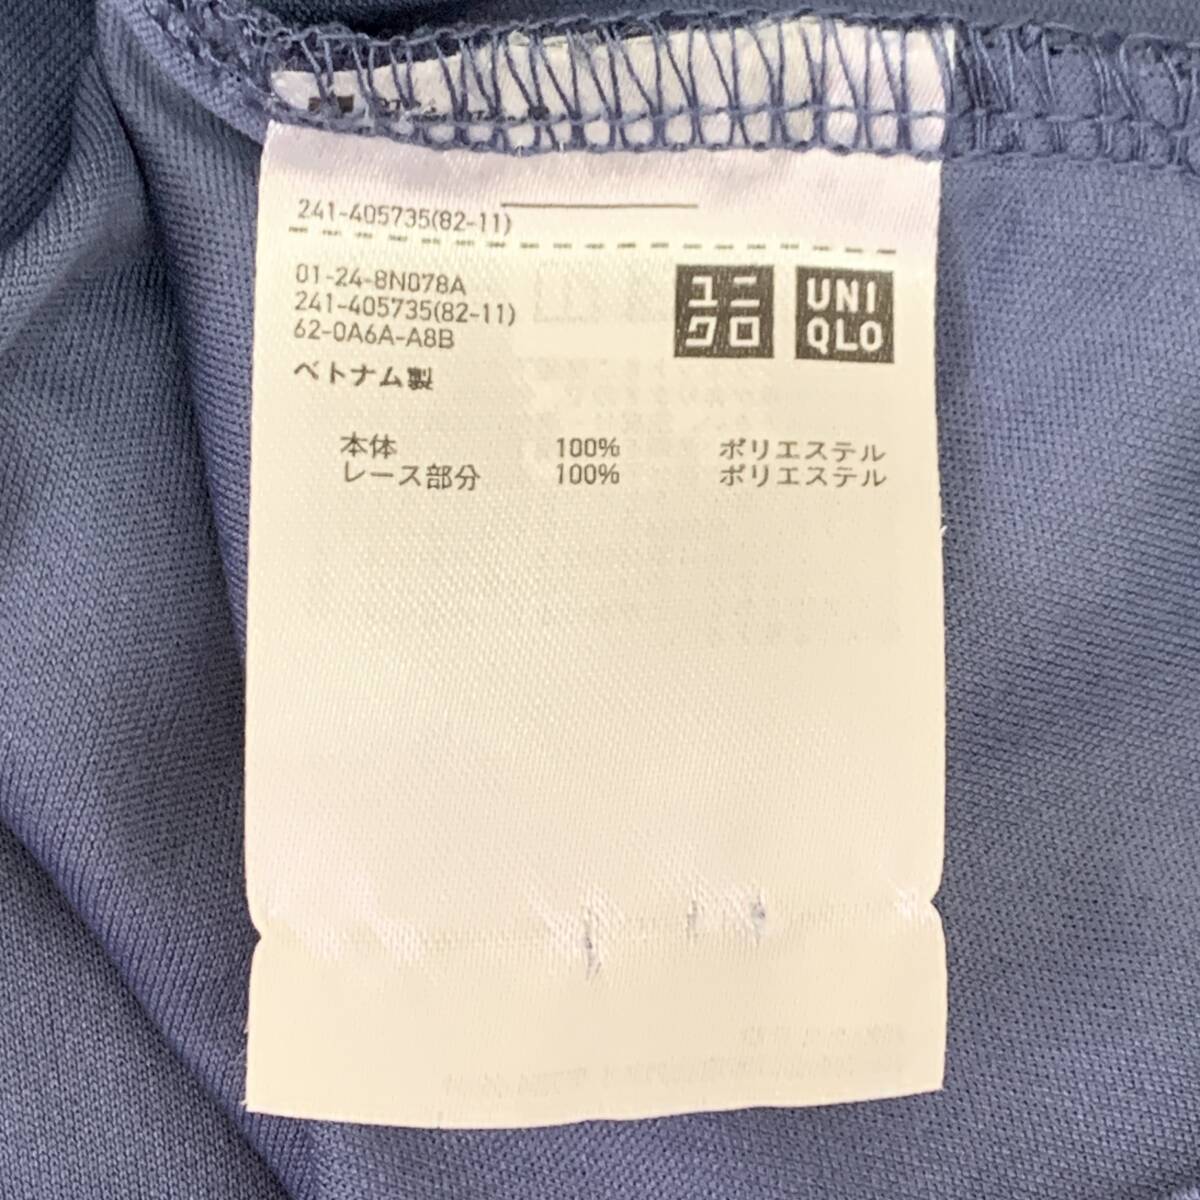 241-405735(82-11)
01-24-8N078A
241-405735(82-11)
62-0A6A-A8B
ベトナム製
ユニ
クロ
UNI
QLO
本体 100% ポリエステル
レース部分 100% ポリエステル